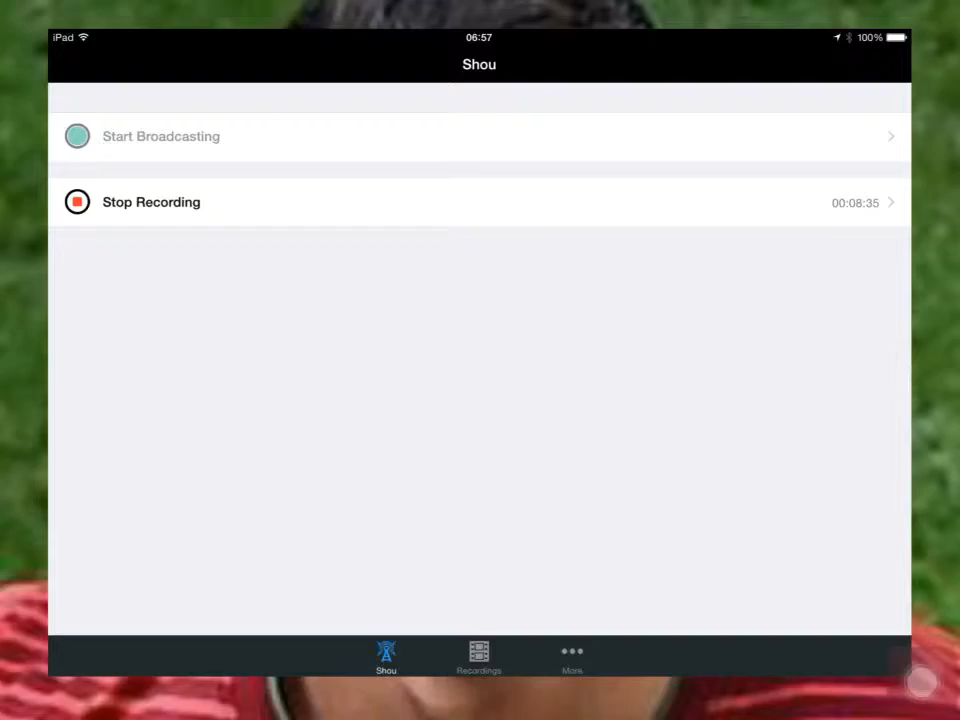 iPad 06:57 100%
Shou
Start Broadcasting
Stop Recording 00:08:35
Shou Recordings More